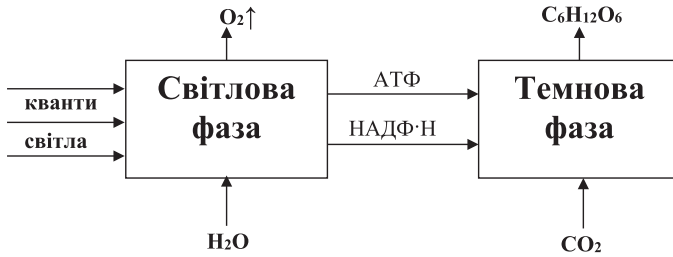 O₂↑
C₆H₁₂O₆
кванти
світла
Світлова
фаза
АТФ
НАДФ·Н
Темнова
фаза
H₂O
CO₂